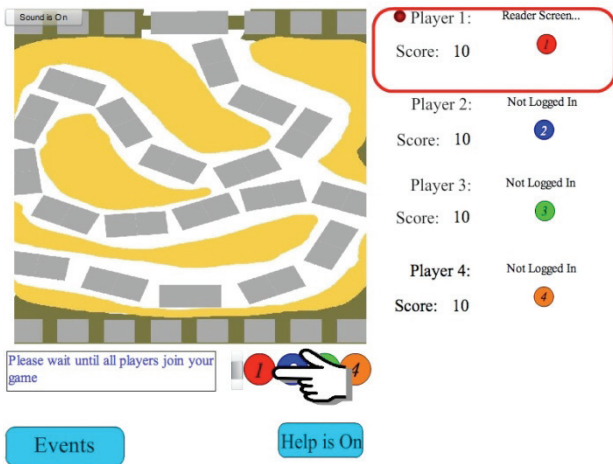 Sound is On
Player 1:
Reader Screen...
Score: 10
1
Player 2:
Not Logged In
Score: 10
2
Player 3:
Not Logged In
Score: 10
3
Player 4:
Not Logged In
Score: 10
4
Please wait until all players join your
game
1
4
Events
Help is On